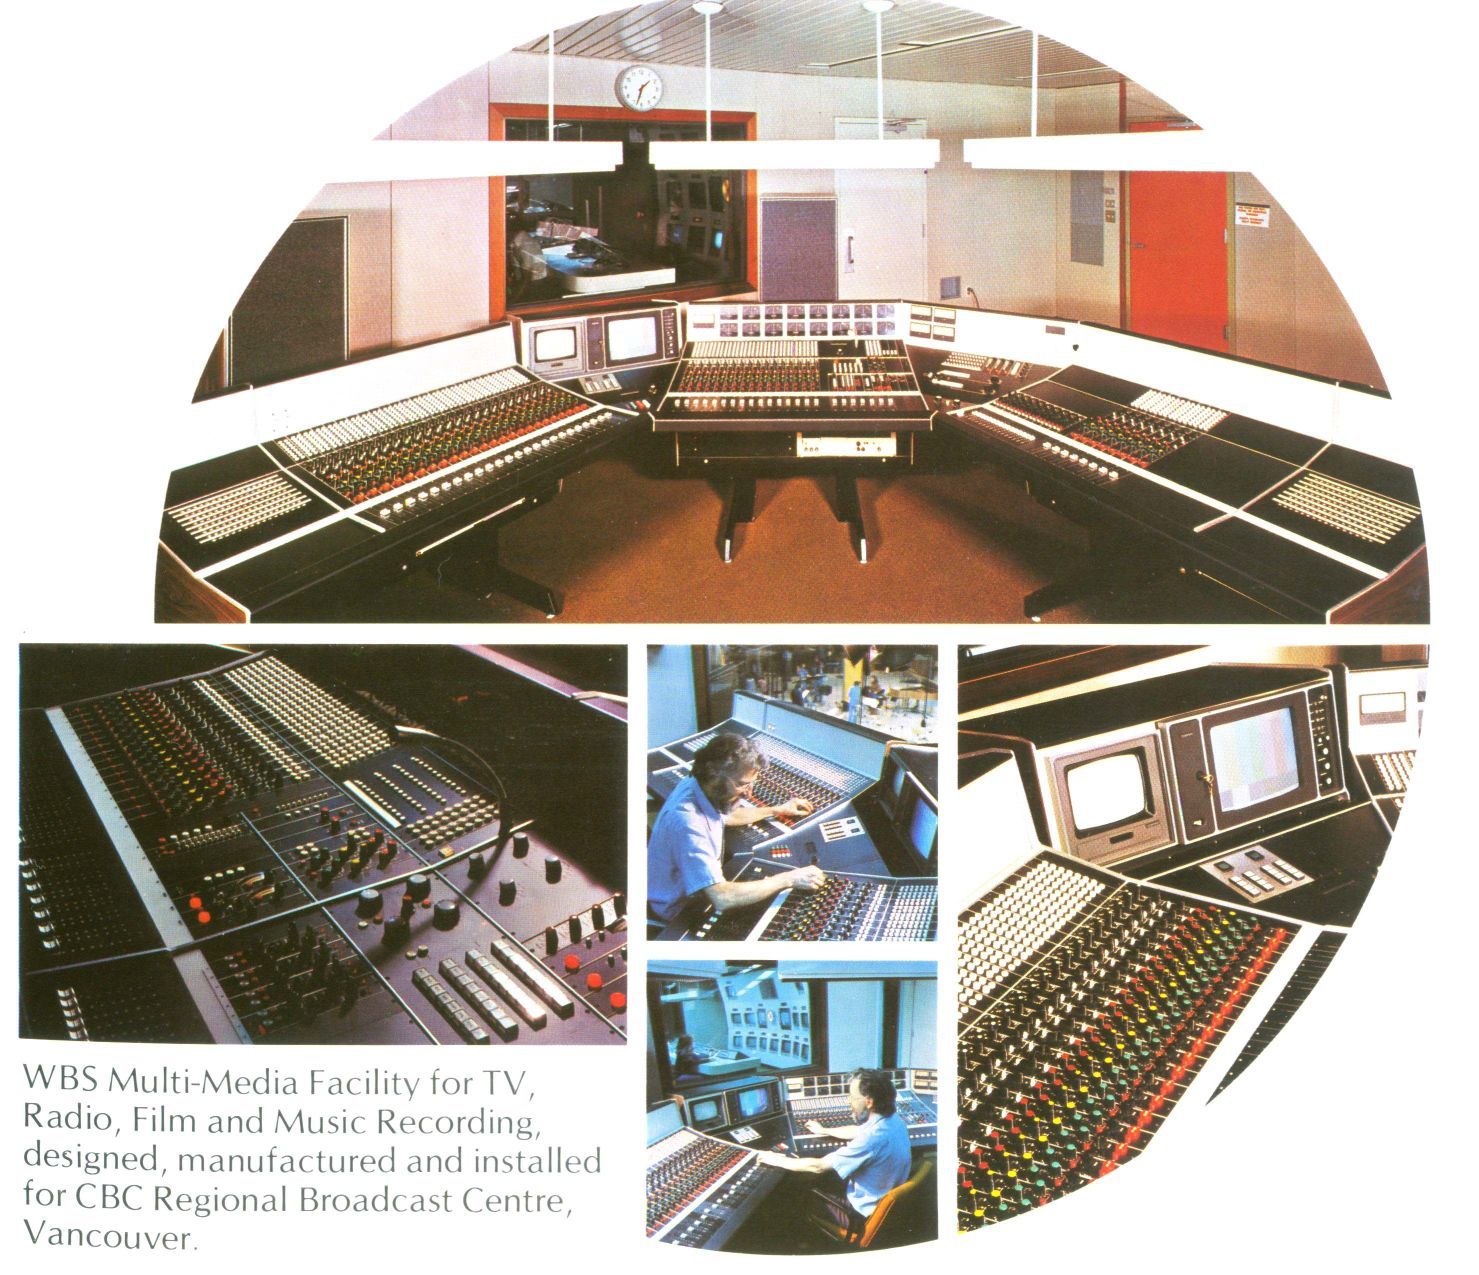 WBS Multi-Media Facility for TV,
Radio, Film and Music Recording,
designed, manufactured and installed
for CBC Regional Broadcast Centre,
Vancouver.